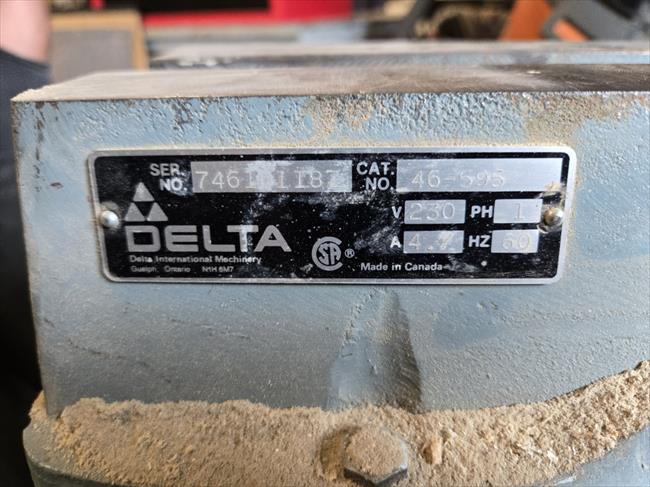 SER. NO.
CAT. NO. 46-595
V 230 PH 1
DELTA
A HZ 60
CSA ®
Delta International Machinery
Made in Canada
Guelph, Ontario N1H 6M7